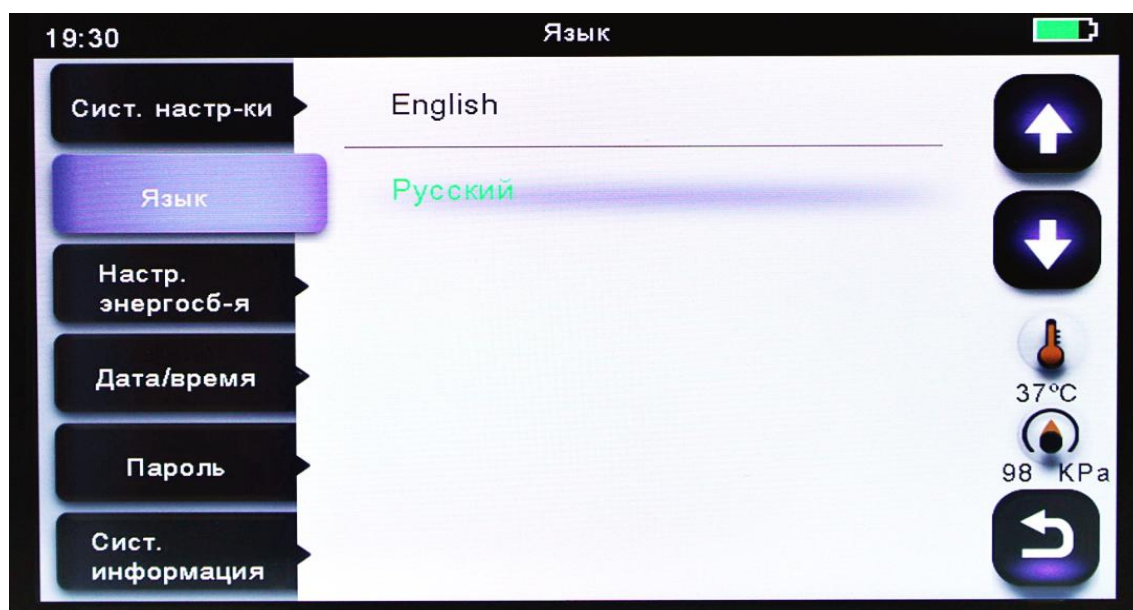 19:30
Язык
Сист. настр-ки
English
Язык
Русский
Настр.
энергосб-я
Дата/время
37°C
Пароль
98 KPa
Сист.
информация